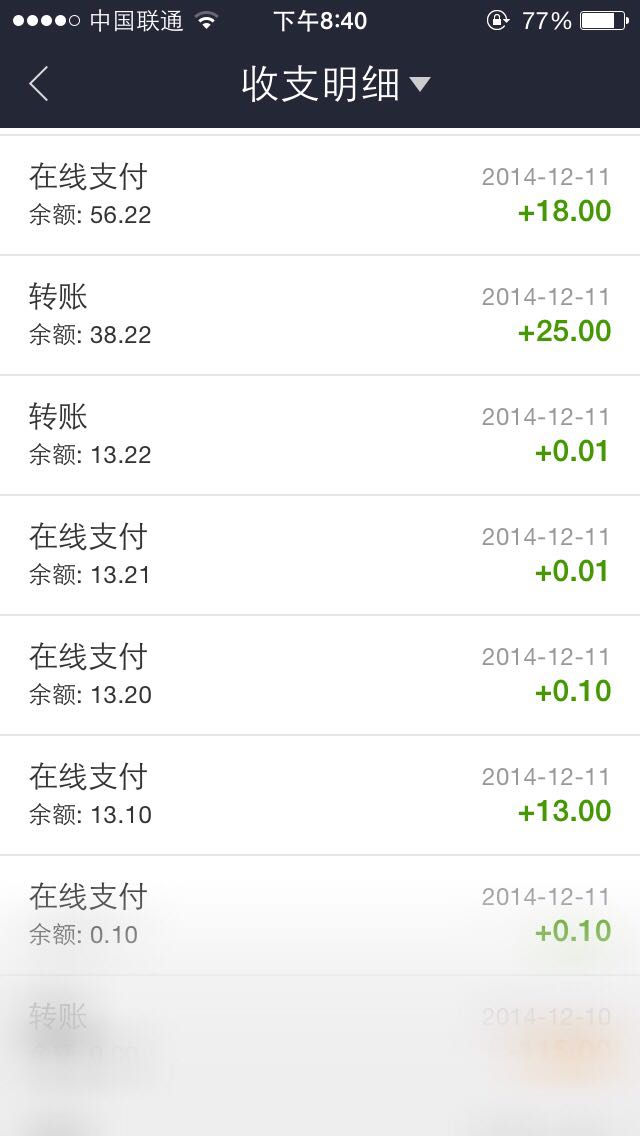 中国联通 下午8:40 77%
收支明细
在线支付 2014-12-11
余额: 56.22 +18.00
转账 2014-12-11
余额: 38.22 +25.00
转账 2014-12-11
余额: 13.22 +0.01
在线支付 2014-12-11
余额: 13.21 +0.01
在线支付 2014-12-11
余额: 13.20 +0.10
在线支付 2014-12-11
余额: 13.10 +13.00
在线支付 2014-12-11
余额: 0.10 +0.10
转账 2014-12-10